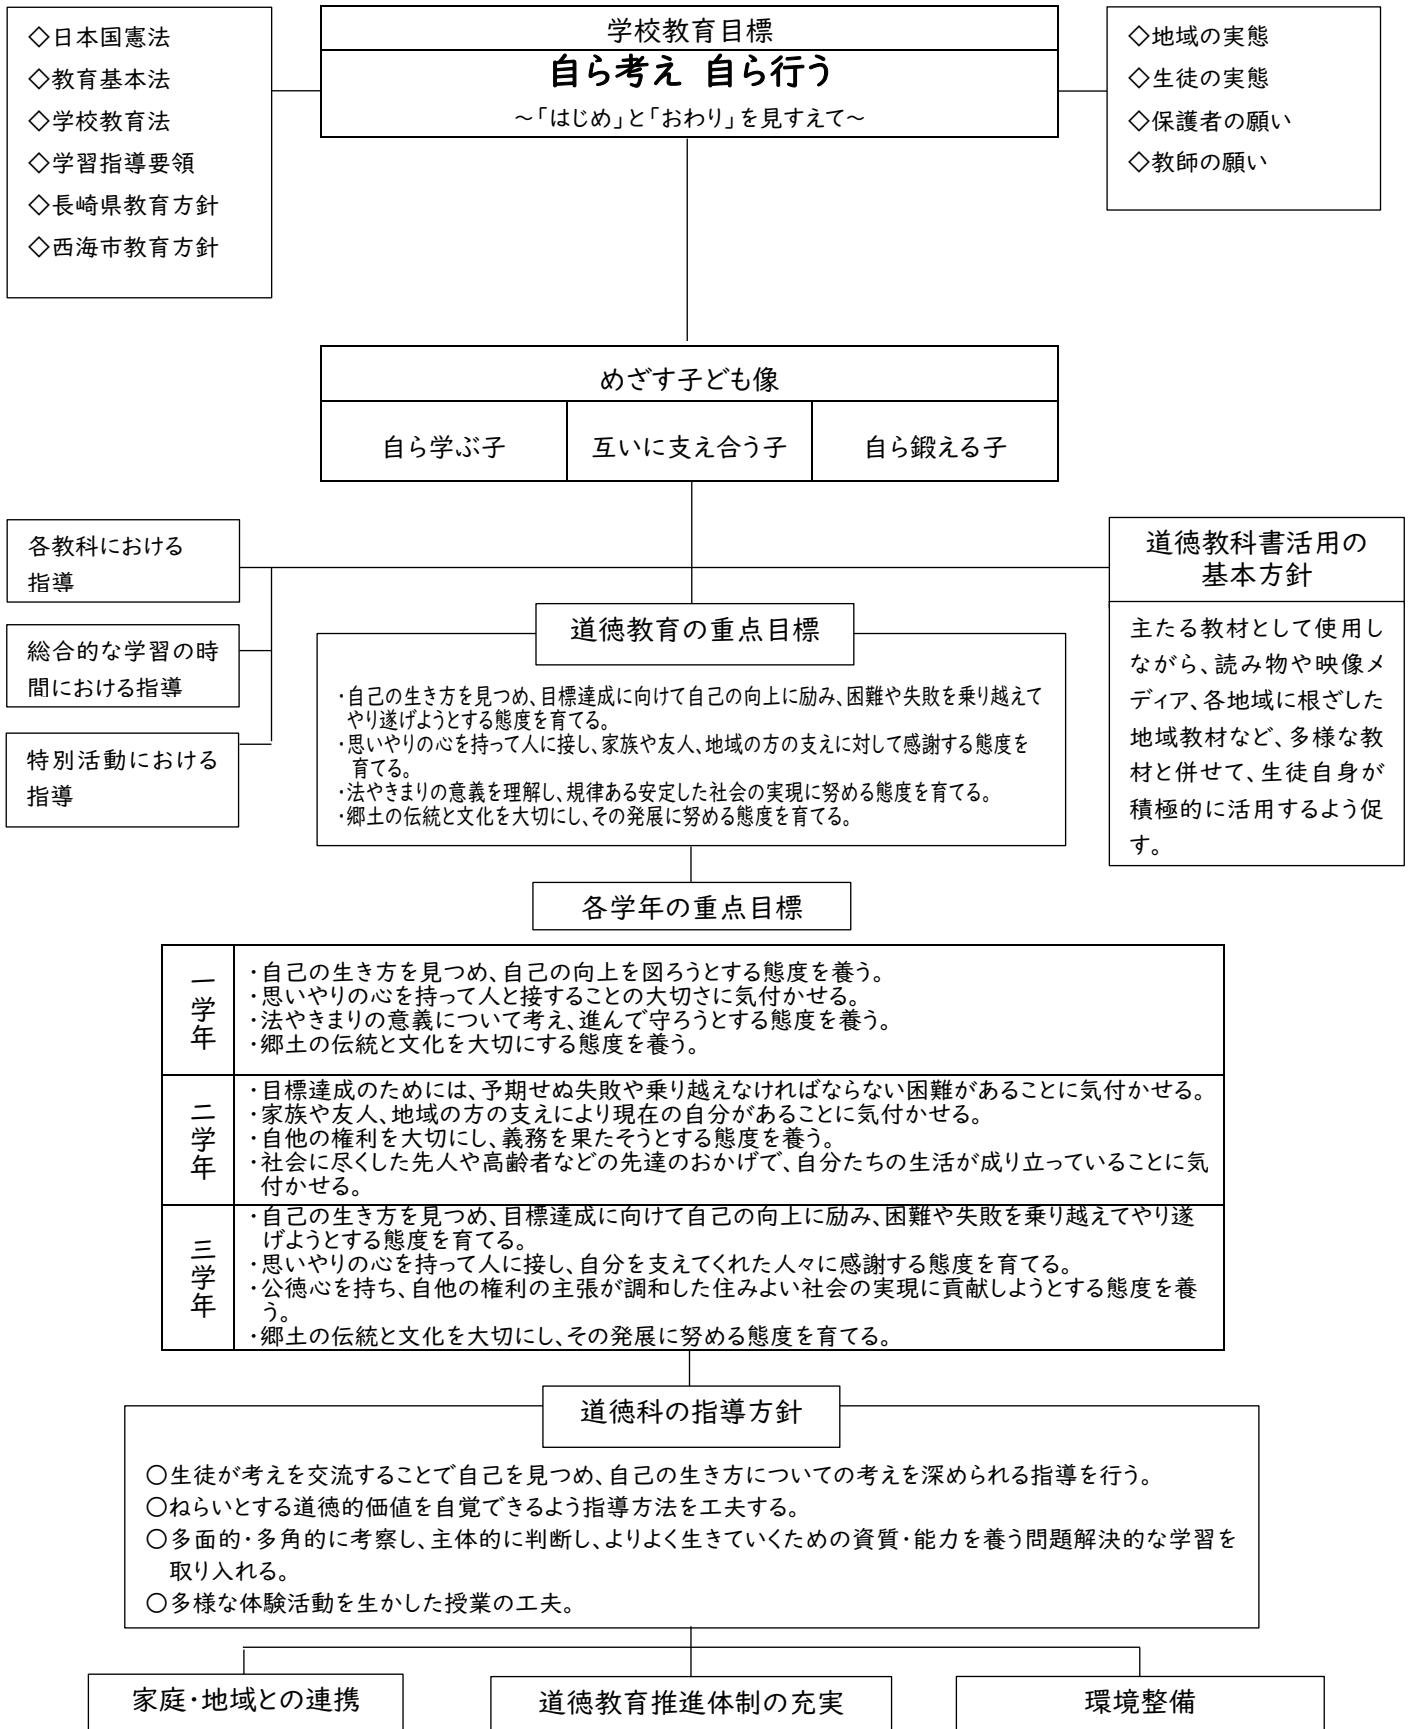 ◇日本国憲法
◇教育基本法
◇学校教育法
◇学習指導要領
◇長崎県教育方針
◇西海市教育方針
学校教育目標
自ら考え 自ら行う
~「はじめ」と「おわり」を見すえて~
◇地域の実態
◇生徒の実態
◇保護者の願い
◇教師の願い
めざす子ども像
自ら学ぶ子
互いに支え合う子
自ら鍛える子
各教科における
指導
総合的な学習の時
間における指導
特別活動における
指導
道徳教育の重点目標
・自己の生き方を見つめ、目標達成に向けて自己の向上に励み、困難や失敗を乗り越えて
やり遂げようとする態度を育てる。
・思いやりの心を持って人に接し、家族や友人、地域の方の支えに対して感謝する態度を
育てる。
・法やきまりの意義を理解し、規律ある安定した社会の実現に努める態度を育てる。
・郷土の伝統と文化を大切にし、その発展に努める態度を育てる。
道徳教科書活用の
基本方針
主たる教材として使用し
ながら、読み物や映像メ
ディア、各地域に根ざした
地域教材など、多様な教
材と併せて、生徒自身が
積極的に活用するよう促
す。
各学年の重点目標
一学年
・自己の生き方を見つめ、自己の向上を図ろうとする態度を養う。
・思いやりの心を持って人と接することの大切さに気付かせる。
・法やきまりの意義について考え、進んで守ろうとする態度を養う。
・郷土の伝統と文化を大切にする態度を養う。
二学年
・目標達成のためには、予期せぬ失敗や乗り越えなければならない困難があることに気付かせる。
・家族や友人、地域の方の支えにより現在の自分があることに気付かせる。
・自他の権利を大切にし、義務を果たそうとする態度を養う。
・社会に尽くした先人や高齢者などの先達のおかげで、自分たちの生活が成り立っていることに気
付かせる。
三学年
・自己の生き方を見つめ、目標達成に向けて自己の向上に励み、困難や失敗を乗り越えてやり遂
げようとする態度を育てる。
・思いやりの心を持って人に接し、自分を支えてくれた人々に感謝する態度を育てる。
・公徳心を持ち、自他の権利の主張が調和した住みよい社会の実現に貢献しようとする態度を養
う。
・郷土の伝統と文化を大切にし、その発展に努める態度を育てる。
道徳科の指導方針
○生徒が考えを交流することで自己を見つめ、自己の生き方についての考えを深められる指導を行う。
○ねらいとする道徳的価値を自覚できるよう指導方法を工夫する。
○多面的・多角的に考察し、主体的に判断し、よりよく生きていくための資質・能力を養う問題解決的な学習を
取り入れる。
○多様な体験活動を生かした授業の工夫。
家庭・地域との連携
道徳教育推進体制の充実
環境整備